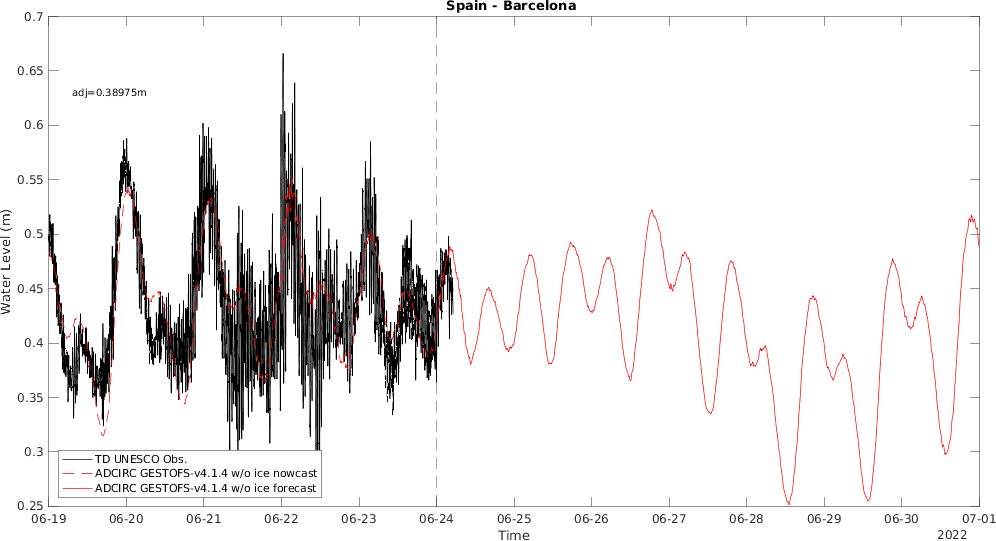 Spain - Barcelona
0.7
0.65
adj=0.38975m
0.6
0.55
0.5
0.45
0.4
0.35
0.3
0.25
Water Level (m)
TD UNESCO Obs.
ADCIRC GESTOFS-v4.1.4 w/o ice nowcast
ADCIRC GESTOFS-v4.1.4 w/o ice forecast
06-19 06-20 06-21 06-22 06-23 06-24 06-25 06-26 06-27 06-28 06-29 06-30 07-01
Time
2022